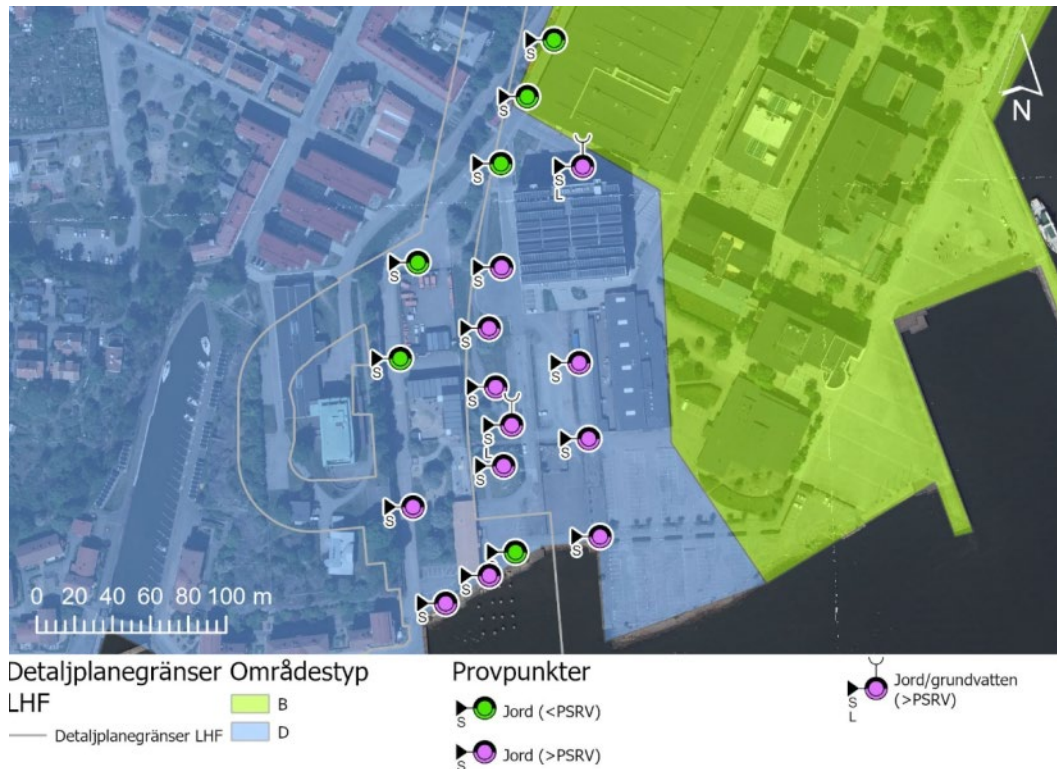 S
S
N
S
S
L
S
S
S
S
S
S
S
L
S
S
S
S
S
S
0 20 40 60 80 100 m
Detaljplanegränser
LHF
Detaljplanegränser LHF
Områdestyp
B
D
Provpunkter
S
Jord (<PSRV)
S
Jord (>PSRV)
S
L
Jord/grundvatten
(>PSRV)